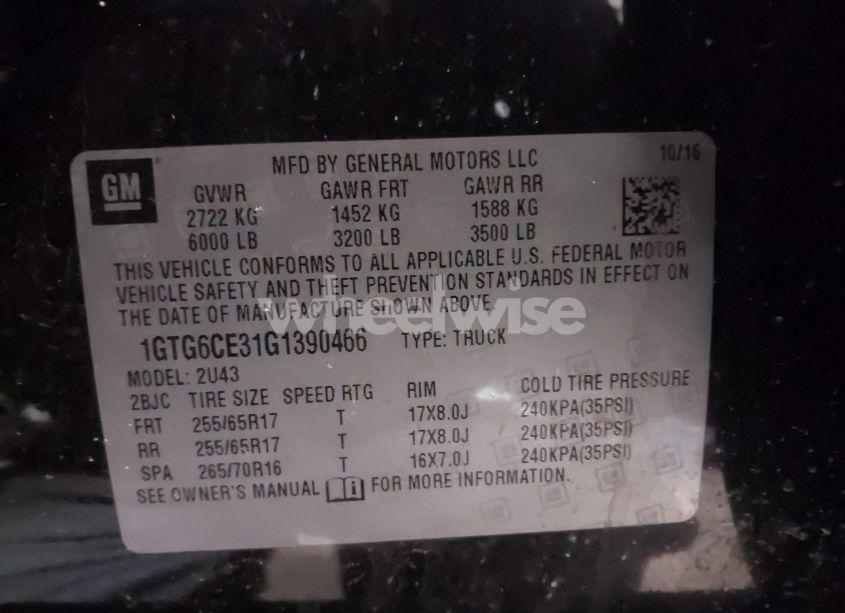 GM
MFD BY GENERAL MOTORS LLC 10/16
GVWR GAWR FRT GAWR RR
2722 KG 1452 KG 1588 KG
6000 LB 3200 LB 3500 LB
THIS VEHICLE CONFORMS TO ALL APPLICABLE U.S. FEDERAL MOTOR
VEHICLE SAFETY AND THEFT PREVENTION STANDARDS IN EFFECT ON
THE DATE OF MANUFACTURE SHOWN ABOVE.
wheelwise
1GTG6CE31G1390466 TYPE: TRUCK
MODEL: 2U43
2BJC TIRE SIZE SPEED RTG RIM COLD TIRE PRESSURE
FRT 255/65R17 T 17X8.0J 240KPA(35PSI)
RR 255/65R17 T 17X8.0J 240KPA(35PSI)
SPA 265/70R16 T 16X7.0J 240KPA(35PSI)
SEE OWNER'S MANUAL FOR MORE INFORMATION.